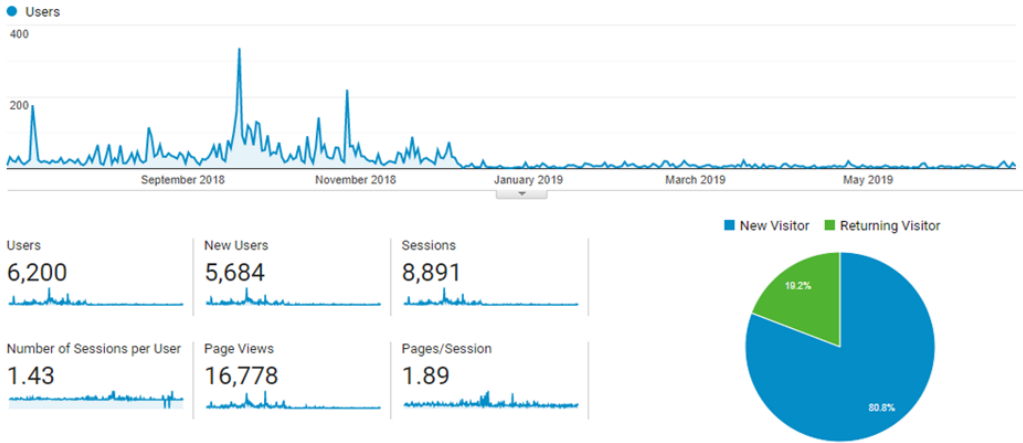 Users
400
200
September 2018 November 2018 January 2019 March 2019 May 2019
New Visitor Returning Visitor
Users New Users Sessions
6,200 5,684 8,891
19.2%
Number of Sessions per User Page Views Pages/Session
1.43 16,778 1.89
80.8%